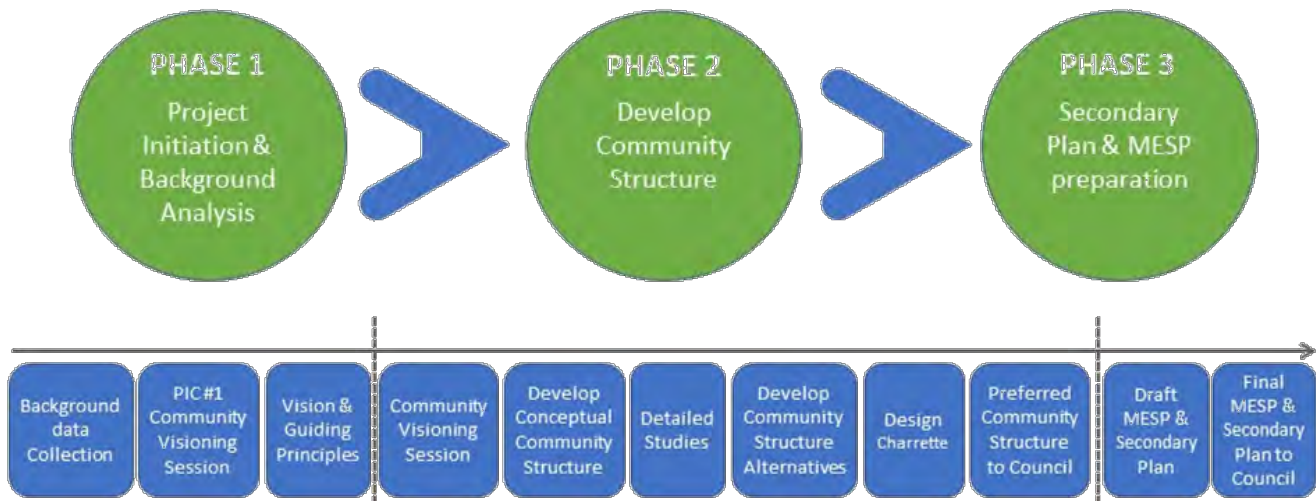 PHASE 1
Project
Initiation &
Background
Analysis
PHASE 2
Develop
Community
Structure
PHASE 3
Secondary
Plan & MESP
preparation
Background
data
Collection
PIC #1
Community
Visioning
Session
Vision &
Guiding
Principles
Community
Visioning
Session
Develop
Conceptual
Community
Structure
Detailed
Studies
Develop
Community
Structure
Alternatives
Design
Charrette
Preferred
Community
Structure
to Council
Draft
MESP &
Secondary
Plan
Final
MESP &
Secondary
Plan to
Council